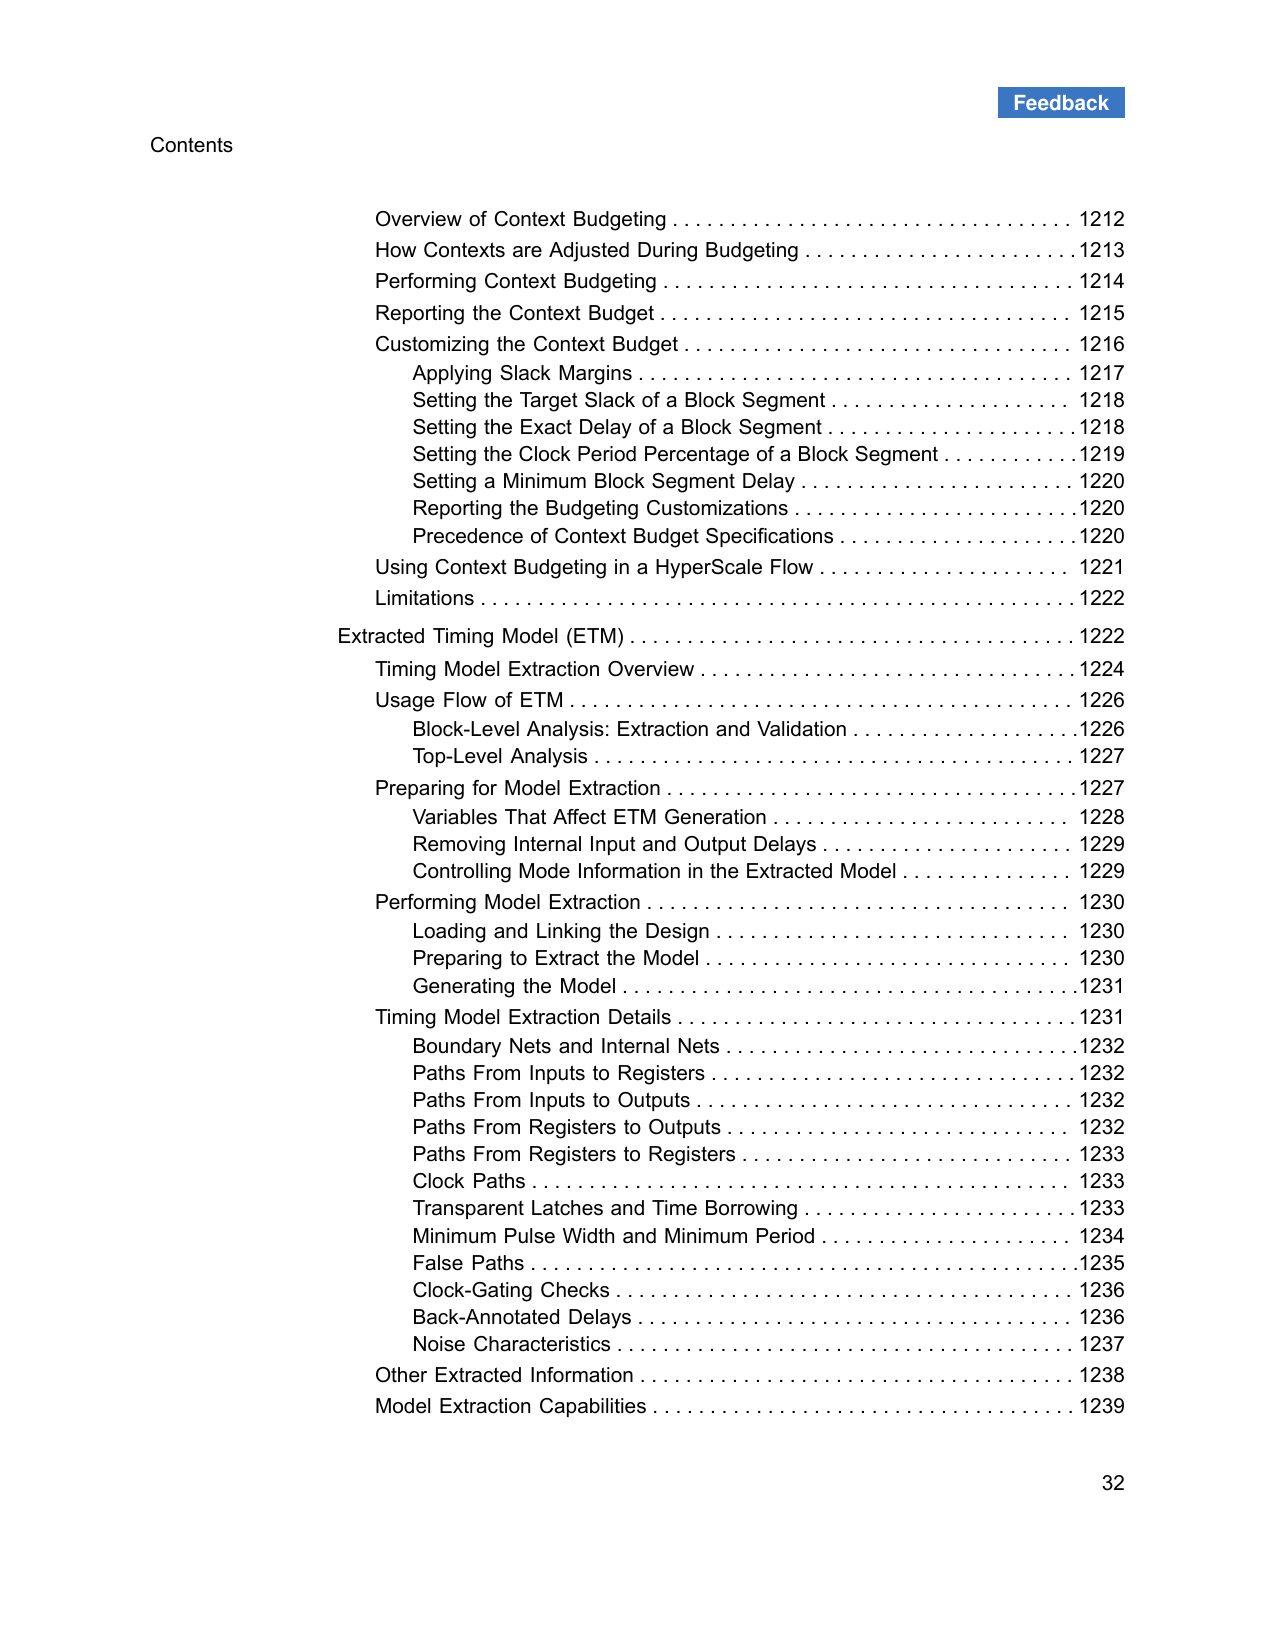 Feedback
Contents
Overview of Context Budgeting . . . . . . . . . . . . . . . . . . . . . . . . . . . . . . . . . . . 1212
How Contexts are Adjusted During Budgeting . . . . . . . . . . . . . . . . . . . . . . . . 1213
Performing Context Budgeting . . . . . . . . . . . . . . . . . . . . . . . . . . . . . . . . . . . . 1214
Reporting the Context Budget . . . . . . . . . . . . . . . . . . . . . . . . . . . . . . . . . . . . 1215
Customizing the Context Budget . . . . . . . . . . . . . . . . . . . . . . . . . . . . . . . . . . 1216
Applying Slack Margins . . . . . . . . . . . . . . . . . . . . . . . . . . . . . . . . . . . . . . 1217
Setting the Target Slack of a Block Segment . . . . . . . . . . . . . . . . . . . . . 1218
Setting the Exact Delay of a Block Segment . . . . . . . . . . . . . . . . . . . . . . 1218
Setting the Clock Period Percentage of a Block Segment . . . . . . . . . . . . 1219
Setting a Minimum Block Segment Delay . . . . . . . . . . . . . . . . . . . . . . . . 1220
Reporting the Budgeting Customizations . . . . . . . . . . . . . . . . . . . . . . . . . 1220
Precedence of Context Budget Specifications . . . . . . . . . . . . . . . . . . . . . 1220
Using Context Budgeting in a HyperScale Flow . . . . . . . . . . . . . . . . . . . . . . 1221
Limitations . . . . . . . . . . . . . . . . . . . . . . . . . . . . . . . . . . . . . . . . . . . . . . . . . . . . 1222
Extracted Timing Model (ETM) . . . . . . . . . . . . . . . . . . . . . . . . . . . . . . . . . . . . . . . 1222
Timing Model Extraction Overview . . . . . . . . . . . . . . . . . . . . . . . . . . . . . . . . . 1224
Usage Flow of ETM . . . . . . . . . . . . . . . . . . . . . . . . . . . . . . . . . . . . . . . . . . . . 1226
Block-Level Analysis: Extraction and Validation . . . . . . . . . . . . . . . . . . . . 1226
Top-Level Analysis . . . . . . . . . . . . . . . . . . . . . . . . . . . . . . . . . . . . . . . . . . 1227
Preparing for Model Extraction . . . . . . . . . . . . . . . . . . . . . . . . . . . . . . . . . . . . 1227
Variables That Affect ETM Generation . . . . . . . . . . . . . . . . . . . . . . . . . . 1228
Removing Internal Input and Output Delays . . . . . . . . . . . . . . . . . . . . . . 1229
Controlling Mode Information in the Extracted Model . . . . . . . . . . . . . . . 1229
Performing Model Extraction . . . . . . . . . . . . . . . . . . . . . . . . . . . . . . . . . . . . . 1230
Loading and Linking the Design . . . . . . . . . . . . . . . . . . . . . . . . . . . . . . . 1230
Preparing to Extract the Model . . . . . . . . . . . . . . . . . . . . . . . . . . . . . . . . 1230
Generating the Model . . . . . . . . . . . . . . . . . . . . . . . . . . . . . . . . . . . . . . . . 1231
Timing Model Extraction Details . . . . . . . . . . . . . . . . . . . . . . . . . . . . . . . . . . . 1231
Boundary Nets and Internal Nets . . . . . . . . . . . . . . . . . . . . . . . . . . . . . . . 1232
Paths From Inputs to Registers . . . . . . . . . . . . . . . . . . . . . . . . . . . . . . . . 1232
Paths From Inputs to Outputs . . . . . . . . . . . . . . . . . . . . . . . . . . . . . . . . . 1232
Paths From Registers to Outputs . . . . . . . . . . . . . . . . . . . . . . . . . . . . . . 1232
Paths From Registers to Registers . . . . . . . . . . . . . . . . . . . . . . . . . . . . . 1233
Clock Paths . . . . . . . . . . . . . . . . . . . . . . . . . . . . . . . . . . . . . . . . . . . . . . . 1233
Transparent Latches and Time Borrowing . . . . . . . . . . . . . . . . . . . . . . . . 1233
Minimum Pulse Width and Minimum Period . . . . . . . . . . . . . . . . . . . . . . 1234
False Paths . . . . . . . . . . . . . . . . . . . . . . . . . . . . . . . . . . . . . . . . . . . . . . . . 1235
Clock-Gating Checks . . . . . . . . . . . . . . . . . . . . . . . . . . . . . . . . . . . . . . . . 1236
Back-Annotated Delays . . . . . . . . . . . . . . . . . . . . . . . . . . . . . . . . . . . . . . 1236
Noise Characteristics . . . . . . . . . . . . . . . . . . . . . . . . . . . . . . . . . . . . . . . . 1237
Other Extracted Information . . . . . . . . . . . . . . . . . . . . . . . . . . . . . . . . . . . . . . 1238
Model Extraction Capabilities . . . . . . . . . . . . . . . . . . . . . . . . . . . . . . . . . . . . . 1239
32